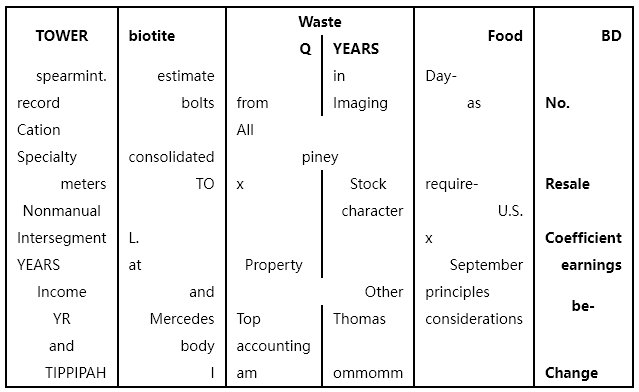 Waste
TOWER biotite Q YEARS Food BD
spearmint. estimate in Day-
record bolts from Imaging as No.
Cation All
Specialty consolidated piney
meters TO x Stock require- Resale
Nonmanual character U.S.
Intersegment L. x Coefficient
YEARS at Property September earnings
Income and Other principles
be-
YR Mercedes Top Thomas considerations
and body accounting
TIPPIPAH I am ommomm Change